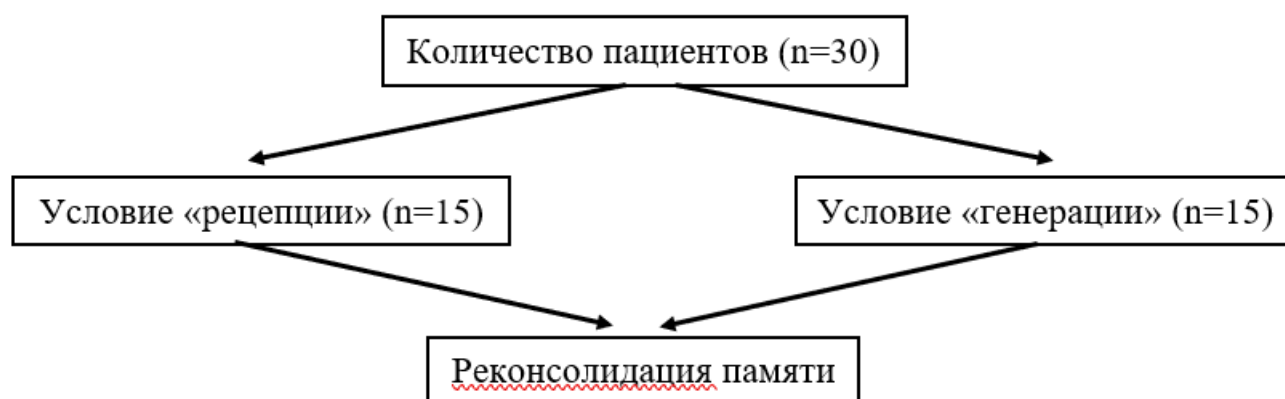 Количество пациентов (n=30)
Условие «рецепции» (n=15)
Условие «генерации» (n=15)
Реконсолидация памяти